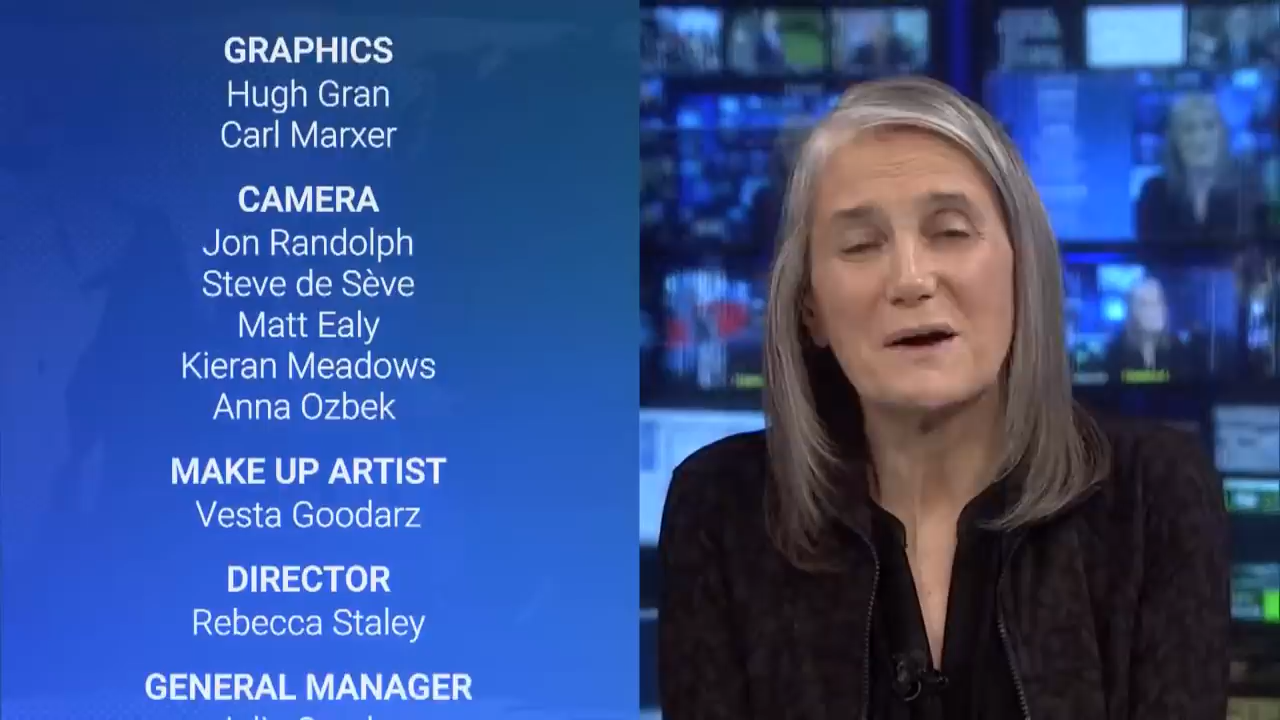 GRAPHICS
Hugh Gran
Carl Marxer
CAMERA
Jon Randolph
Steve de Sève
Matt Ealy
Kieran Meadows
Anna Ozbek
MAKE UP ARTIST
Vesta Goodarz
DIRECTOR
Rebecca Staley
GENERAL MANAGER